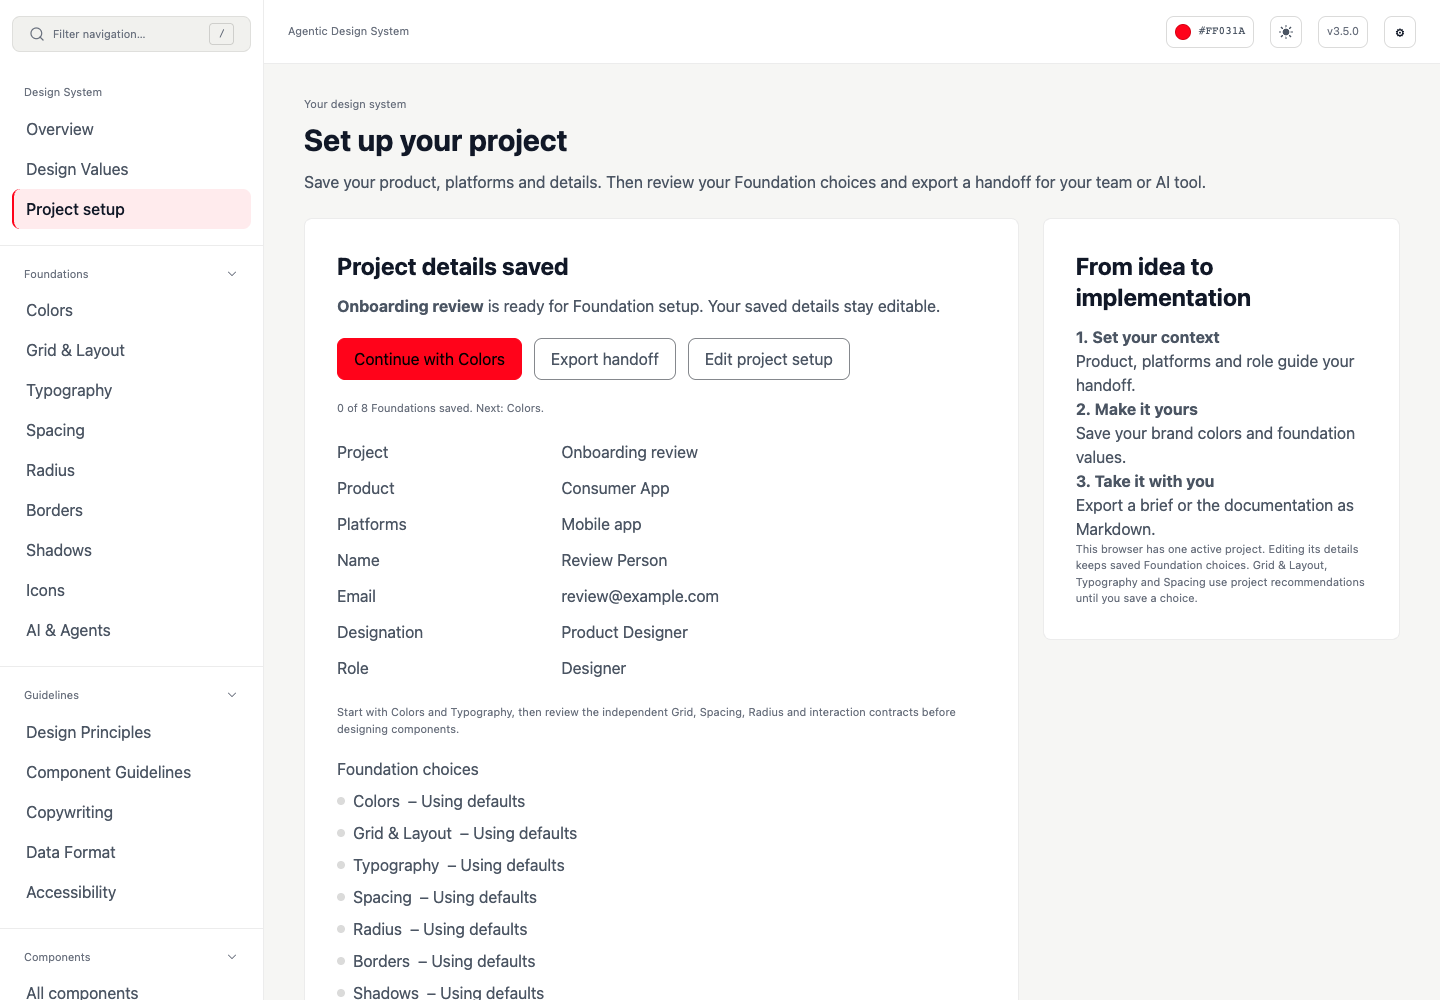 Filter navigation...
/
Design System
Overview
Design Values
Project setup
Foundations
Colors
Grid & Layout
Typography
Spacing
Radius
Borders
Shadows
Icons
AI & Agents
Guidelines
Design Principles
Component Guidelines
Copywriting
Data Format
Accessibility
Components
All components
Agentic Design System
#FF031A
v3.5.0
Your design system
Set up your project
Save your product, platforms and details. Then review your Foundation choices and export a handoff for your team or AI tool.
Project details saved
Onboarding review is ready for Foundation setup. Your saved details stay editable.
Continue with Colors
Export handoff
Edit project setup
0 of 8 Foundations saved. Next: Colors.
Project Onboarding review
Product Consumer App
Platforms Mobile app
Name Review Person
Email review@example.com
Designation Product Designer
Role Designer
Start with Colors and Typography, then review the independent Grid, Spacing, Radius and interaction contracts before
designing components.
Foundation choices
Colors – Using defaults
Grid & Layout – Using defaults
Typography – Using defaults
Spacing – Using defaults
Radius – Using defaults
Borders – Using defaults
Shadows – Using defaults
From idea to
implementation
1. Set your context
Product, platforms and role guide your
handoff.
2. Make it yours
Save your brand colors and foundation
values.
3. Take it with you
Export a brief or the documentation as
Markdown.
This browser has one active project. Editing its details
keeps saved Foundation choices. Grid & Layout,
Typography and Spacing use project recommendations
until you save a choice.